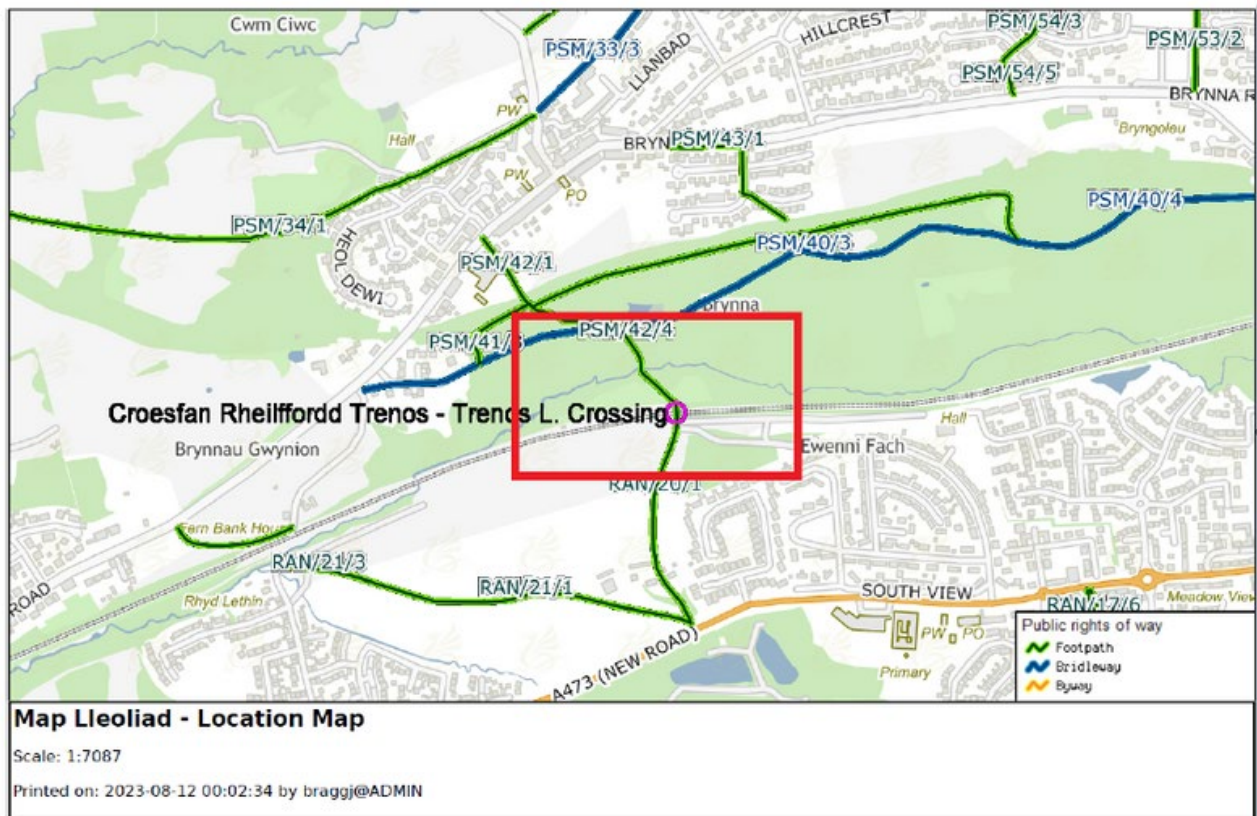 Cwm Ciwc
PSM/33/3
LLANBAD
HILLCREST
PSM/54/3
PSM/53/2
PSM/54/5
BRYNNA R
PW
Hall
BRYN
PSM/43/1
Bryngoleu
PW
PO
PSM/34/1
HEOL DEWI
PSM/40/4
PSM/42/1
PSM/40/3
Brynna
PSM/42/4
PSM/41/3
Croesfan Rheilffordd Trenos - Trenos L. Crossing
Hall
Brynnau Gwynion
Ewenni Fach
RAN/20/1
Fern Bank House
RAN/21/3
ROAD
Rhyd Lethin
RAN/21/1
SOUTH VIEW
RAN/17/6
Meadow View
A473 (NEW ROAD)
PW
PO
Primary
Public rights of way
Footpath
Bridleway
Byway
Map Lleoliad - Location Map
Scale: 1:7087
Printed on: 2023-08-12 00:02:34 by braggj@ADMIN